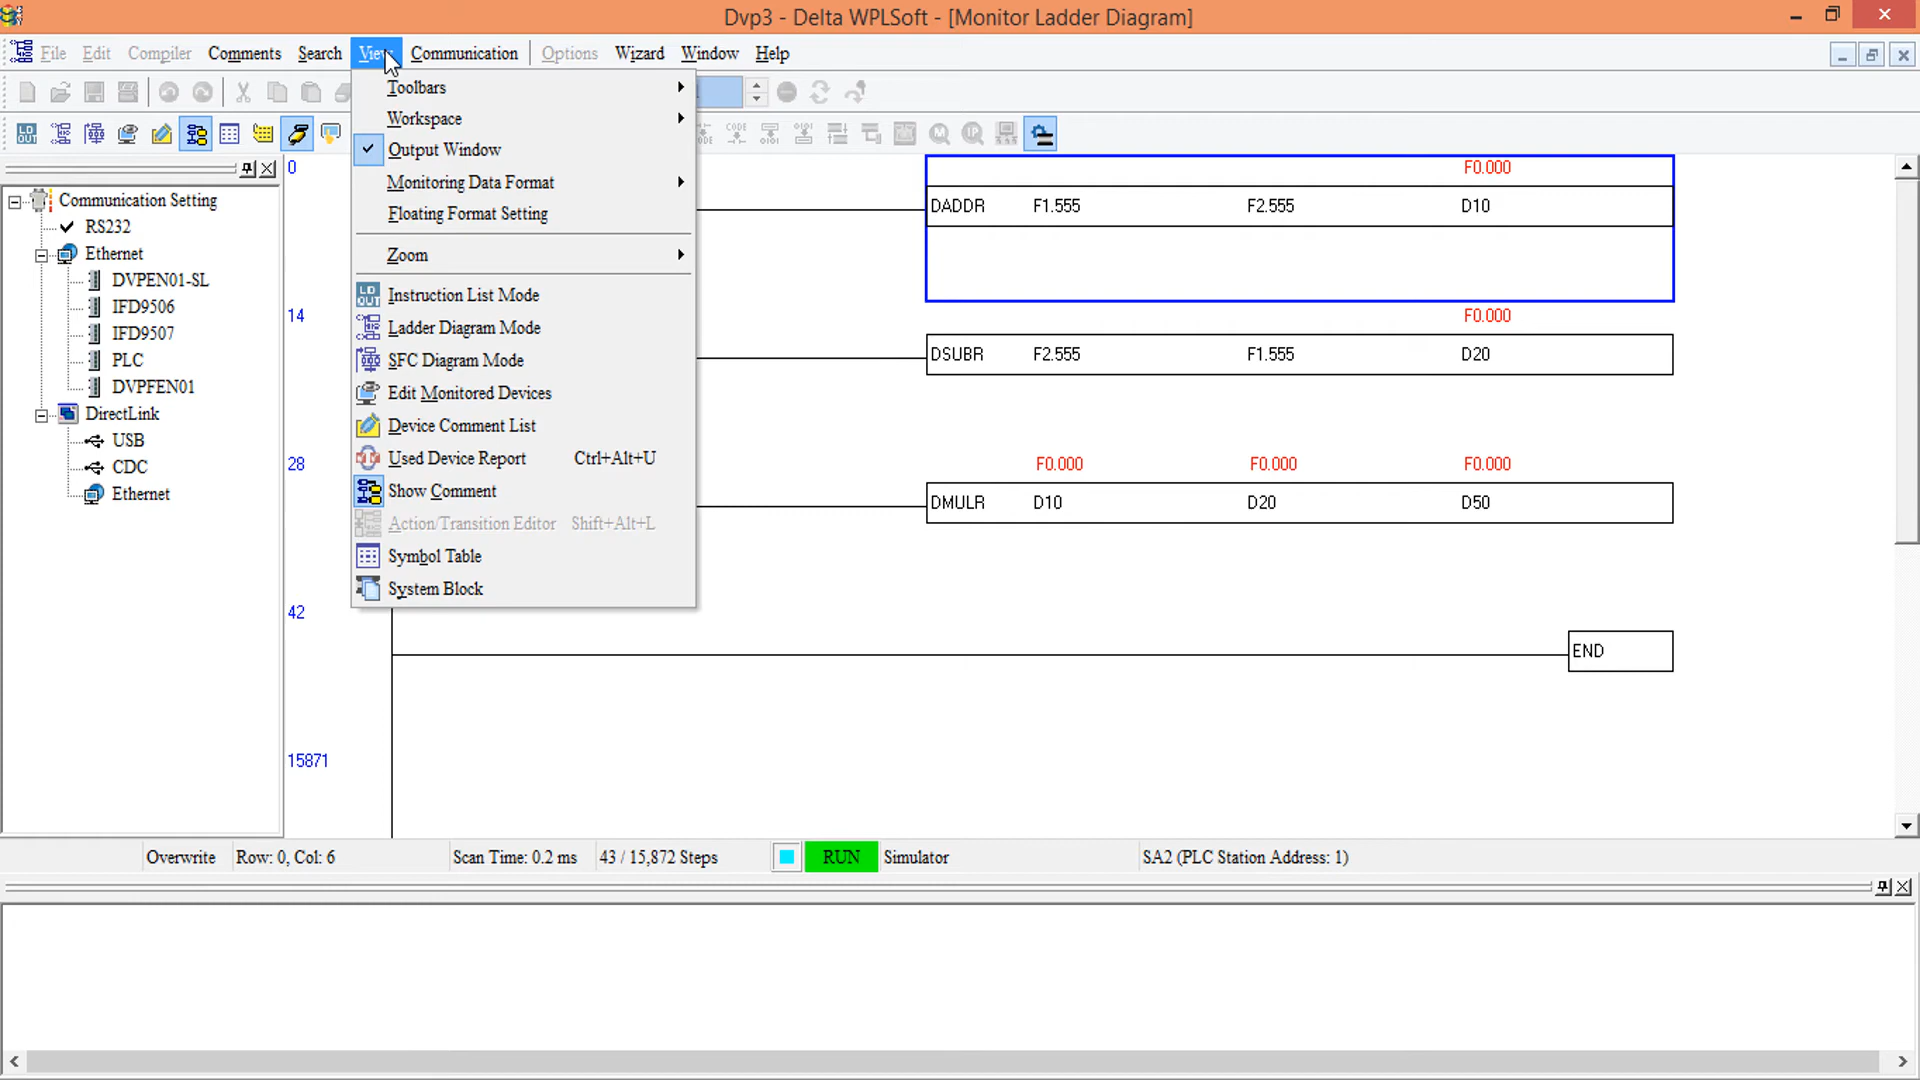 Dvp3 - Delta WPLSoft - [Monitor Ladder Diagram]
File Edit Compiler Comments Search View Communication Options Wizard Window Help
Toolbars
Workspace
Output Window
Monitoring Data Format
Floating Format Setting
Zoom
Instruction List Mode
Ladder Diagram Mode
SFC Diagram Mode
Edit Monitored Devices
Device Comment List
Used Device Report Ctrl+Alt+U
Show Comment
Action/Transition Editor Shift+Alt+L
Symbol Table
System Block
Communication Setting
RS232
Ethernet
DVPEN01-SL
IFD9506
IFD9507
PLC
DVPFEN01
DirectLink
USB
CDC
Ethernet
0 F0.000
DADDR F1.555 F2.555 D10
14 F0.000
DSUBR F2.555 F1.555 D20
28 F0.000 F0.000 F0.000
DMULR D10 D20 D50
42
END
15871
Overwrite Row: 0, Col: 6 Scan Time: 0.2 ms 43 / 15,872 Steps RUN Simulator SA2 (PLC Station Address: 1)